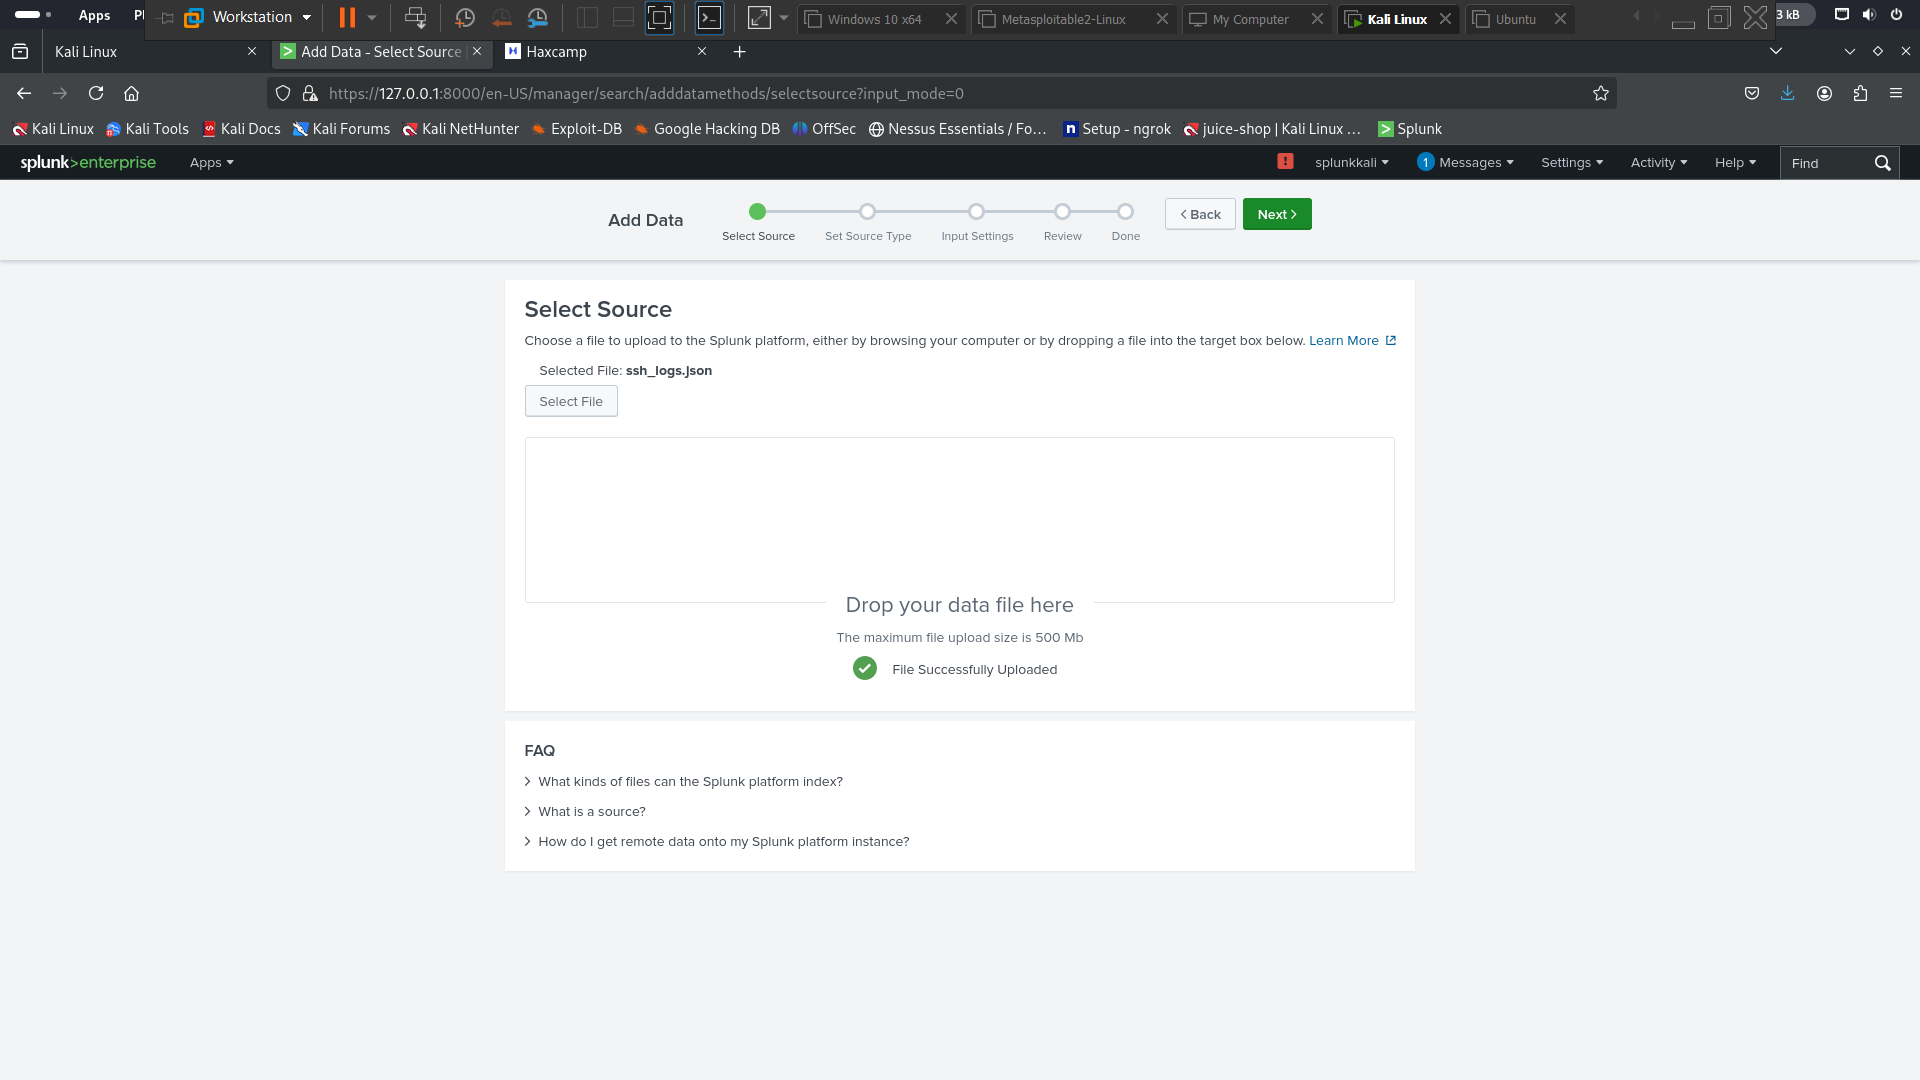 Apps
Workstation
Windows 10 x64
Metasploitable2-Linux
My Computer
Kali Linux
Ubuntu
3 kB
Kali Linux
Add Data - Select Source
Haxcamp
https://127.0.0.1:8000/en-US/manager/search/adddatamethods/selectsource?input_mode=0
Kali Linux
Kali Tools
Kali Docs
Kali Forums
Kali NetHunter
Exploit-DB
Google Hacking DB
OffSec
Nessus Essentials / Fo...
Setup - ngrok
juice-shop | Kali Linux ...
Splunk
splunk>enterprise
Apps
splunkkali
1 Messages
Settings
Activity
Help
Find
Add Data
Select Source
Set Source Type
Input Settings
Review
Done
< Back
Next >
Select Source
Choose a file to upload to the Splunk platform, either by browsing your computer or by dropping a file into the target box below. Learn More
Selected File: ssh_logs.json
Select File
Drop your data file here
The maximum file upload size is 500 Mb
File Successfully Uploaded
FAQ
> What kinds of files can the Splunk platform index?
> What is a source?
> How do I get remote data onto my Splunk platform instance?